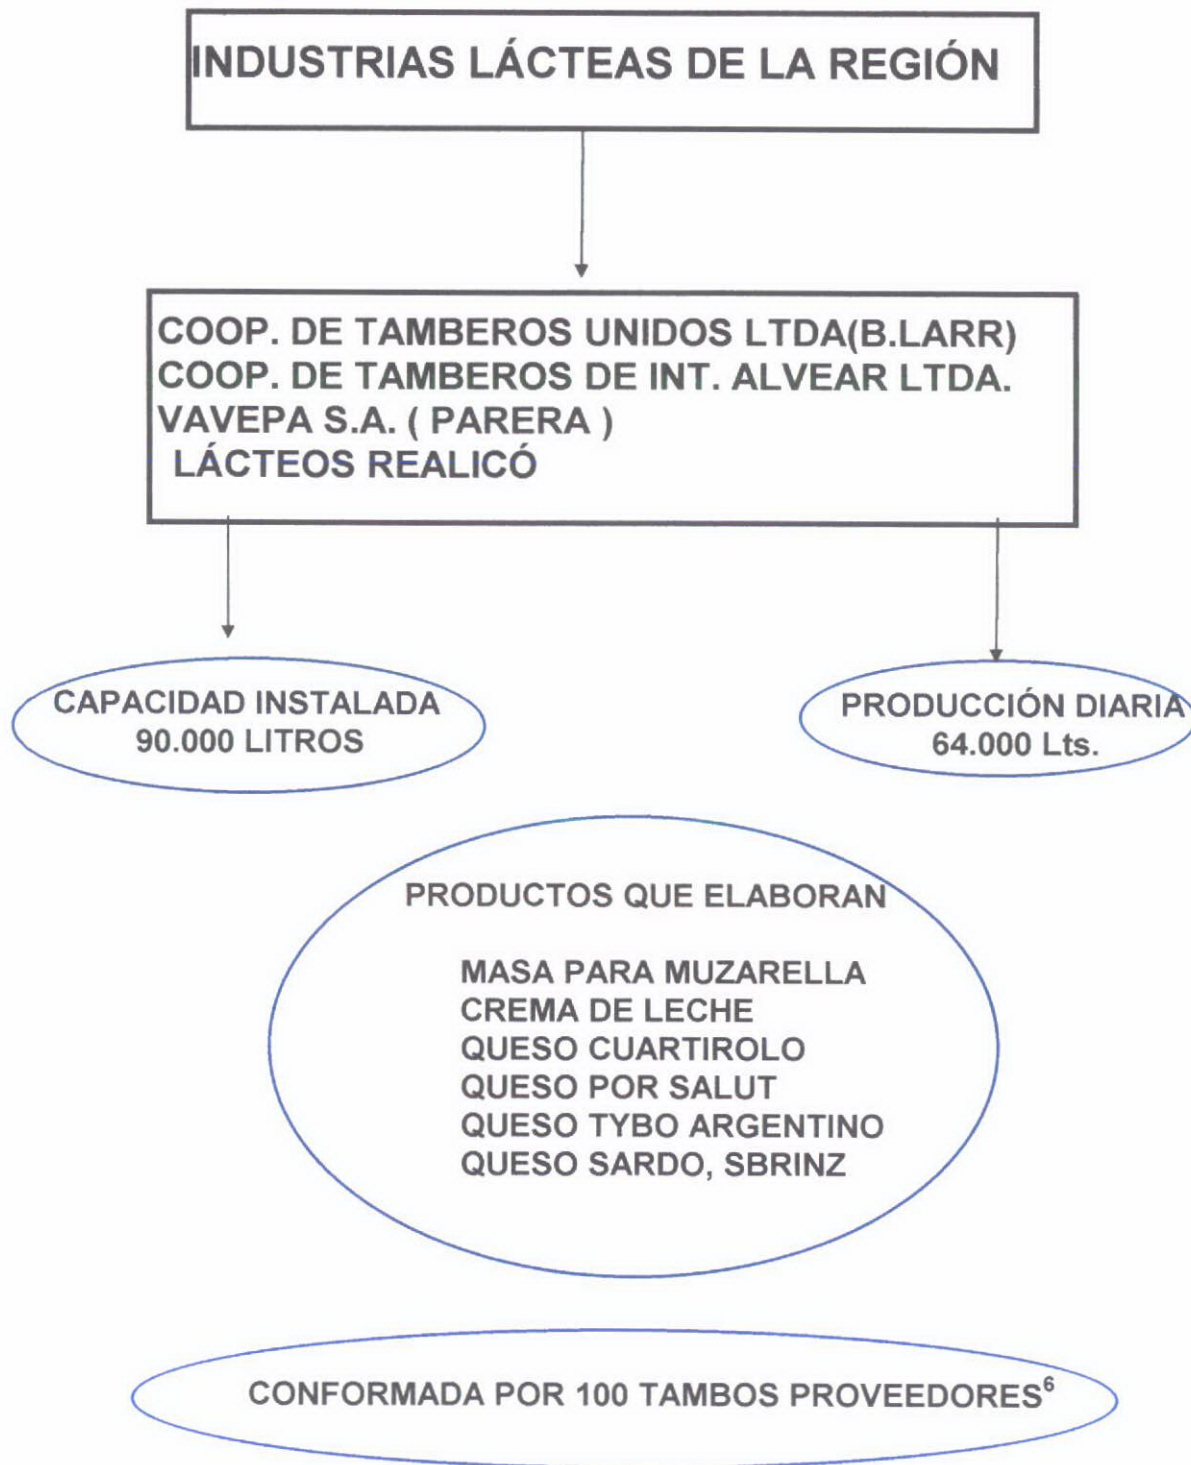 INDUSTRIAS LÁCTEAS DE LA REGIÓN
COOP. DE TAMBEROS UNIDOS LTDA(B.LARR)
COOP. DE TAMBEROS DE INT. ALVEAR LTDA.
VAVEPA S.A. ( PARERA )
LÁCTEOS REALICÓ
CAPACIDAD INSTALADA
90.000 LITROS
PRODUCCIÓN DIARIA
64.000 Lts.
PRODUCTOS QUE ELABORAN
MASA PARA MUZARELLA
CREMA DE LECHE
QUESO CUARTIROLO
QUESO POR SALUT
QUESO TYBO ARGENTINO
QUESO SARDO, SBRINZ
CONFORMADA POR 100 TAMBOS PROVEEDORES⁶